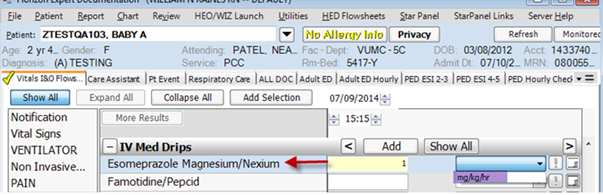 Horizon Expert Documentation
File Patient Report Chart Review HEO/WIZ Launch Utilities HED Flowsheets Star Panel StarPanel Links Server Help
Patient: ZTESTQA103, BABY A No Allergy Info Privacy Refresh Monitored
Age: 2 yr 4.. Gender: F Attending: PATEL, NEA... Fac - Dept: VUMC - 5C DOB: 03/08/2012 Acct: 1433740...
Diagnosis: (A) TESTING Service: PCC Rm-Bed: 5417-Y Admit Dt: 07/10/2... MRN: 080055...
Vitals I&O Flows... Care Assistant Pt Event Respiratory Care ALL DOC Adult ED Adult ED Hourly PED ESI 2-3 PED ESI 4-5 PED Hourly Check
Show All Expand All Collapse All Add Selection 07/09/2014
Notification More Results 15:15
Vital Signs
VENTILATOR − IV Med Drips < Add Show All >
Non Invasive... Esomeprazole Magnesium/Nexium 1
PAIN Famotidine/Pepcid mg/kg/hr